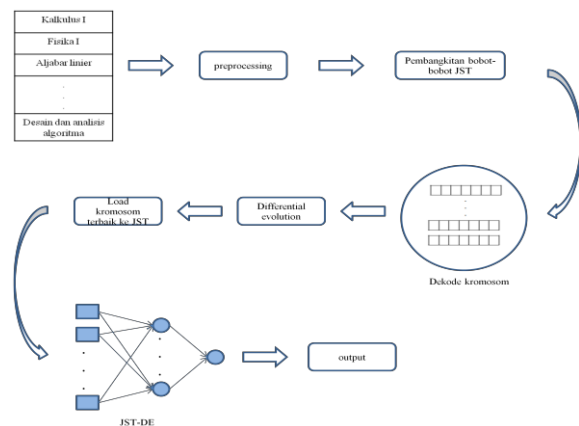 Kalkulus I
Fisika I
Aljabar linier
.
.
.
Desain dan analisis
algoritma
preprocessing
Pembangkitan bobot-
bobot JST
Load
kromosom
terbaik ke JST
Differential
evolution
Dekode kromosom
output
JST-DE